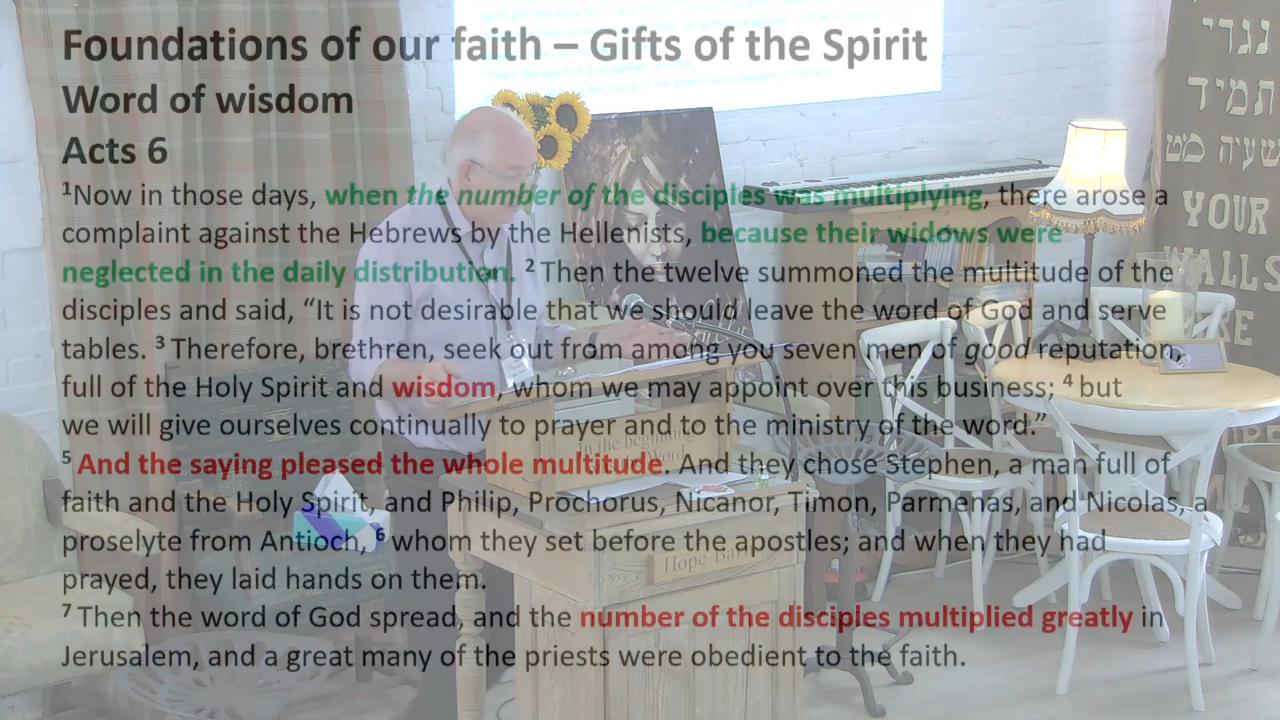 Foundations of our faith – Gifts of the Spirit
Word of wisdom
Acts 6
1Now in those days, when the number of the disciples was multiplying, there arose a
complaint against the Hebrews by the Hellenists, because their widows were
neglected in the daily distribution. 2 Then the twelve summoned the multitude of the
disciples and said, “It is not desirable that we should leave the word of God and serve
tables. 3 Therefore, brethren, seek out from among you seven men of good reputation,
full of the Holy Spirit and wisdom, whom we may appoint over this business; 4 but
we will give ourselves continually to prayer and to the ministry of the word.”
5 And the saying pleased the whole multitude. And they chose Stephen, a man full of
faith and the Holy Spirit, and Philip, Prochorus, Nicanor, Timon, Parmenas, and Nicolas, a
proselyte from Antioch, 6 whom they set before the apostles; and when they had
prayed, they laid hands on them.
7 Then the word of God spread, and the number of the disciples multiplied greatly in
Jerusalem, and a great many of the priests were obedient to the faith.
In the beginning
Word
Hope
נגדי
תמיד
ישעיה מט
YOUR
WALLS